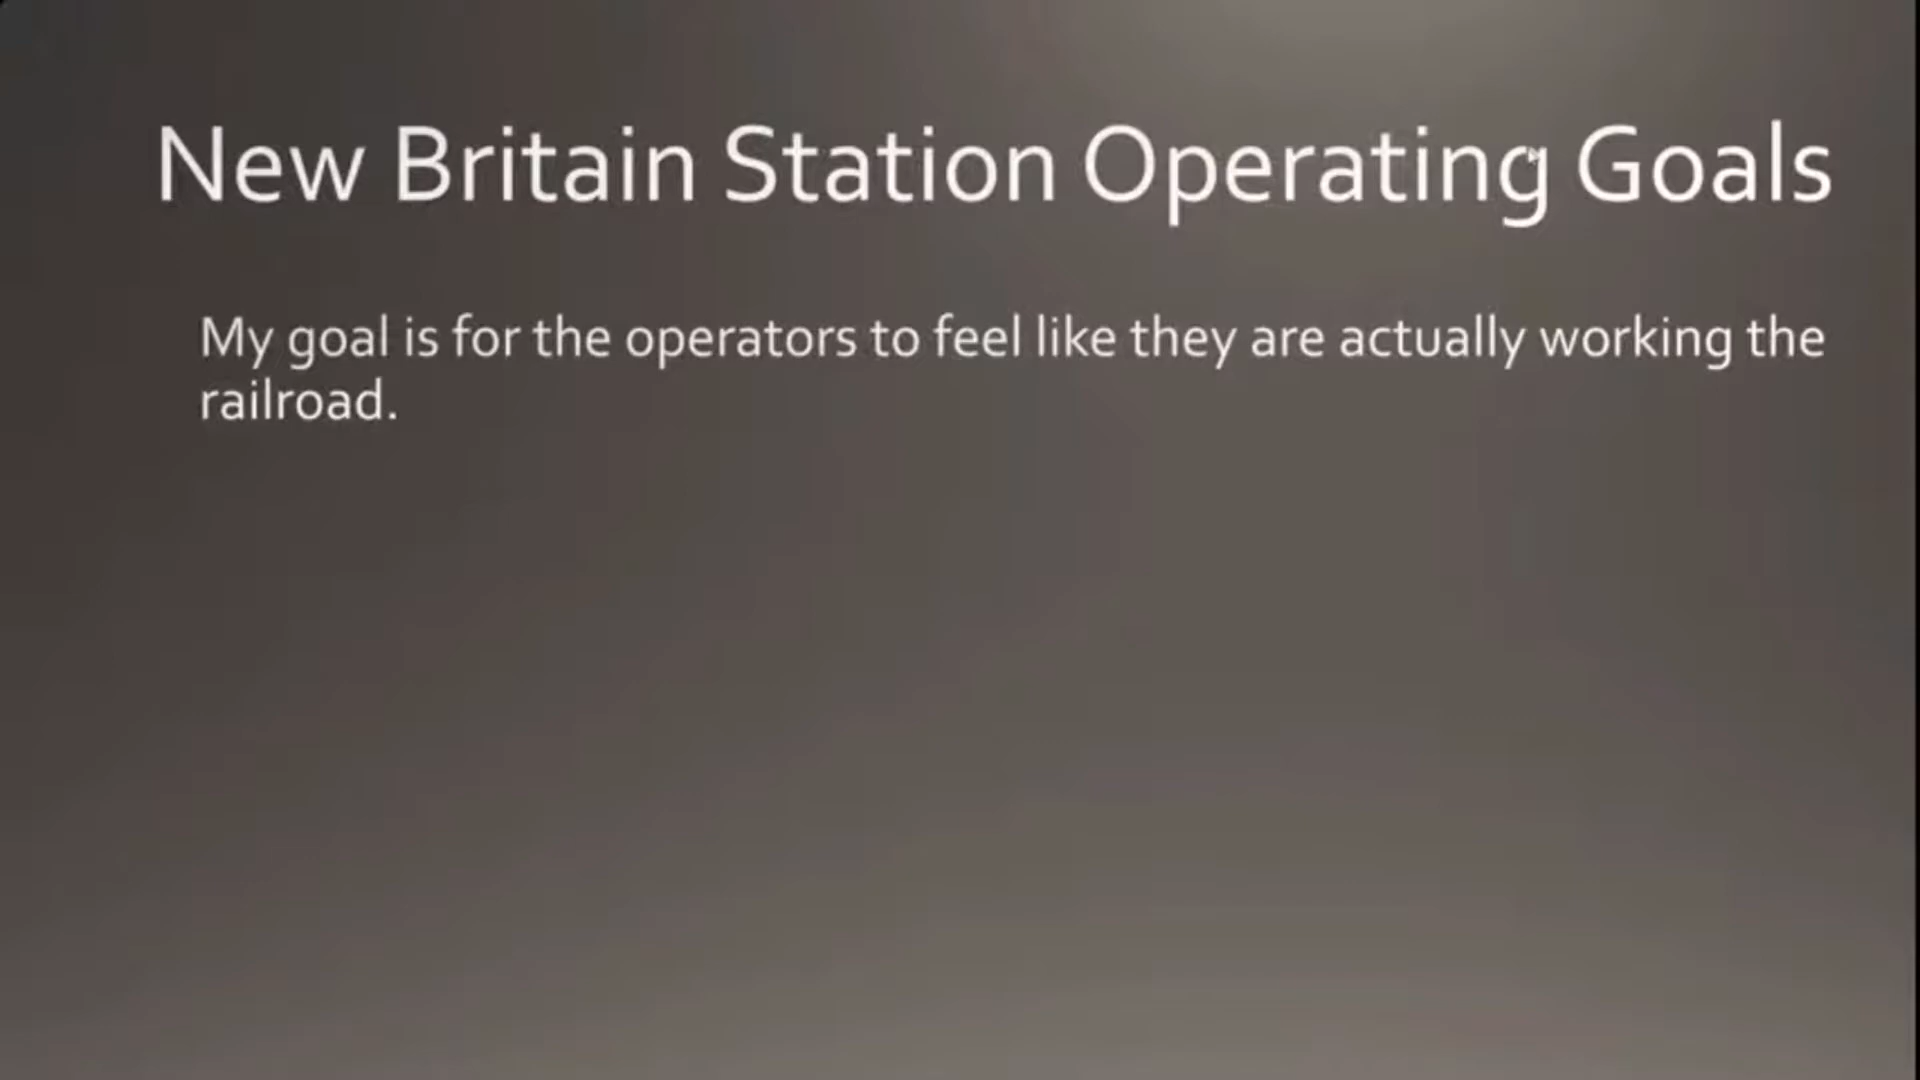 New Britain Station Operating Goals
My goal is for the operators to feel like they are actually working the
railroad.